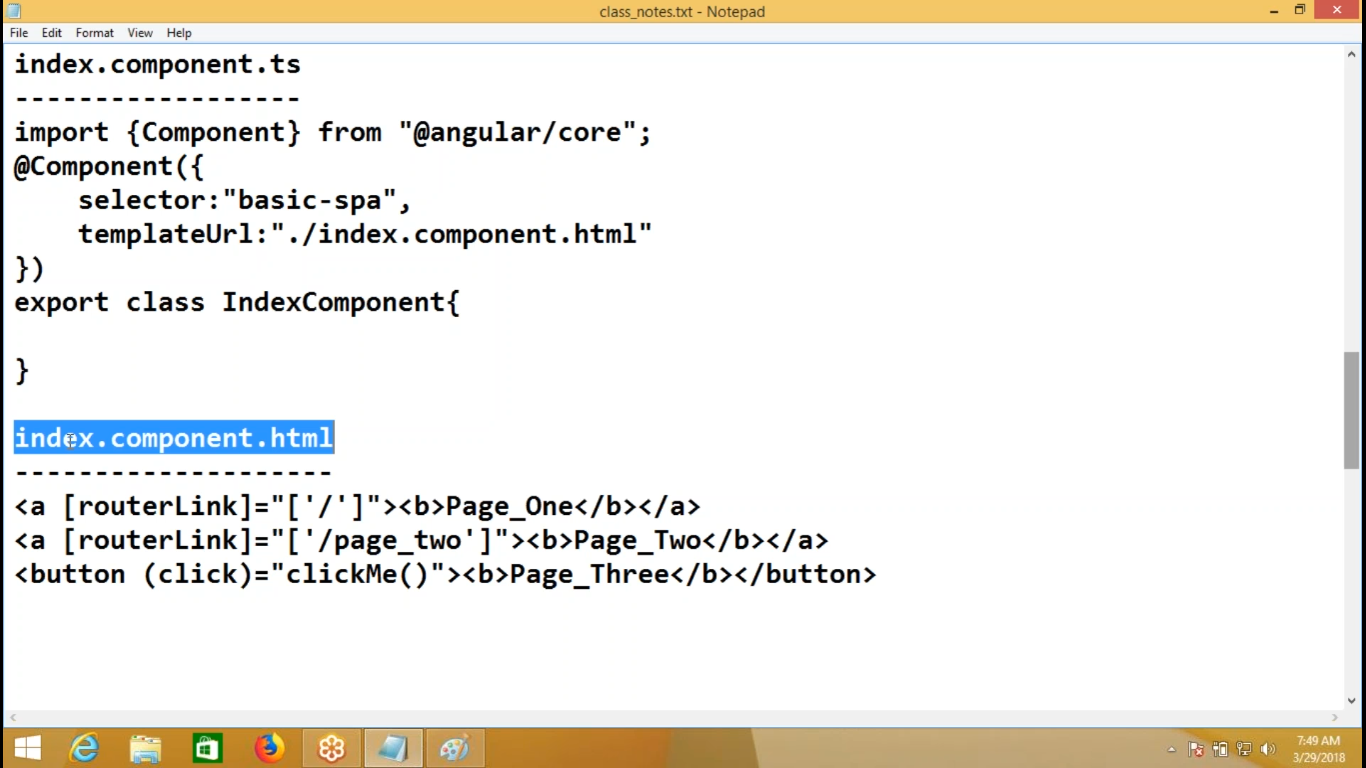 class_notes.txt - Notepad
File Edit Format View Help
index.component.ts
------------------
import {Component} from "@angular/core";
@Component({
    selector:"basic-spa",
    templateUrl:"./index.component.html"
})
export class IndexComponent{
}
index.component.html
--------------------
<a [routerLink]="['/']"><b>Page_One</b></a>
<a [routerLink]="['/page_two']"><b>Page_Two</b></a>
<button (click)="clickMe()"><b>Page_Three</b></button>
7:49 AM
3/29/2018